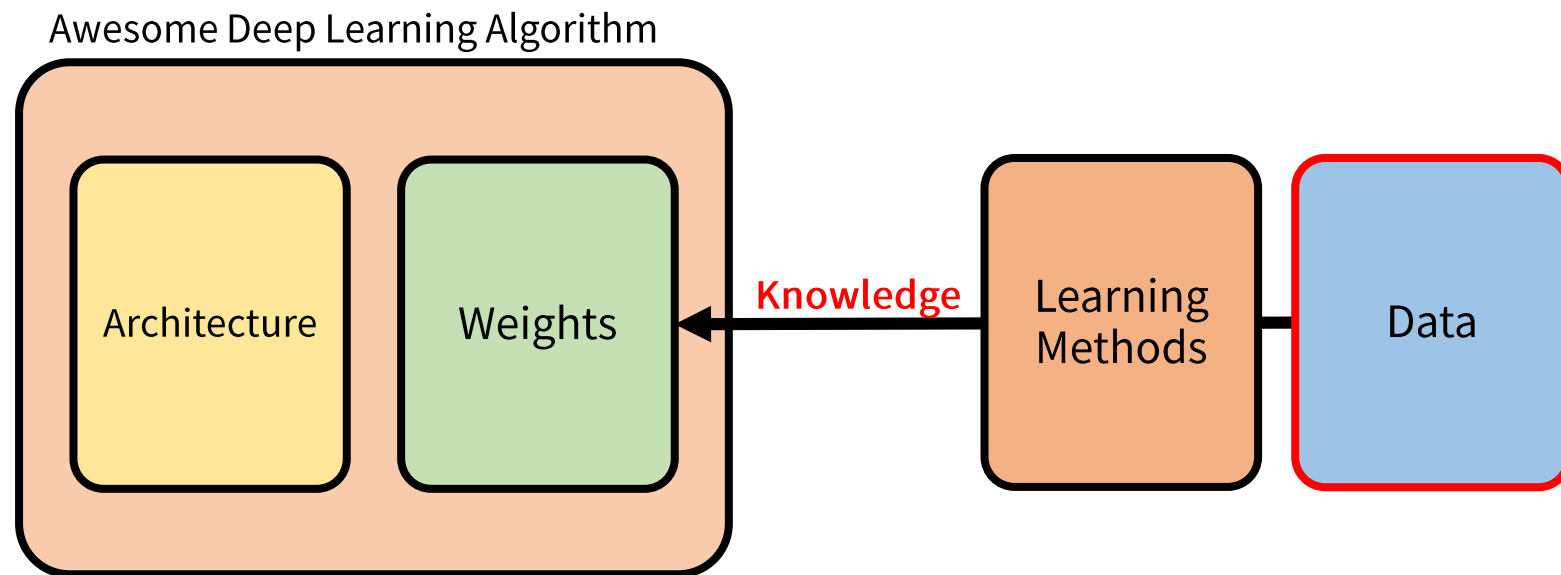 Awesome Deep Learning Algorithm
Architecture
Weights
Knowledge
Learning
Methods
Data